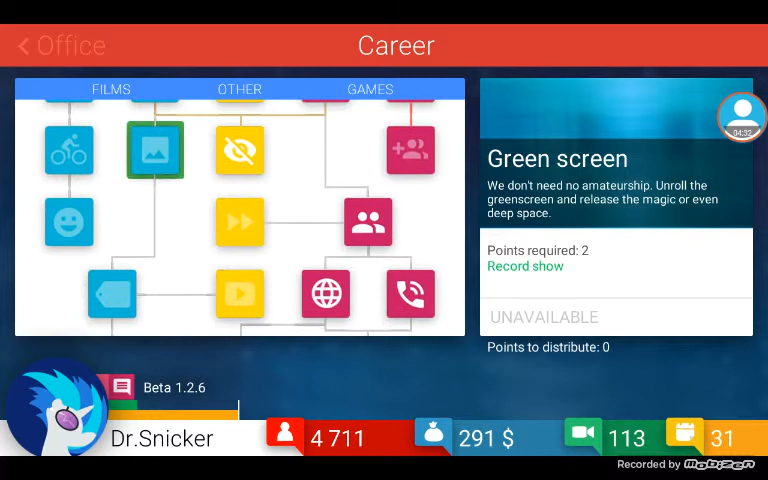 Office
Career
FILMS
OTHER
GAMES
04:32
Green screen
We don't need no amateurship. Unroll the
greenscreen and release the magic or even
deep space.
Points required: 2
Record show
UNAVAILABLE
Points to distribute: 0
Beta 1.2.6
Dr.Snicker
4 711
291 $
113
31
Recorded by Mobizen